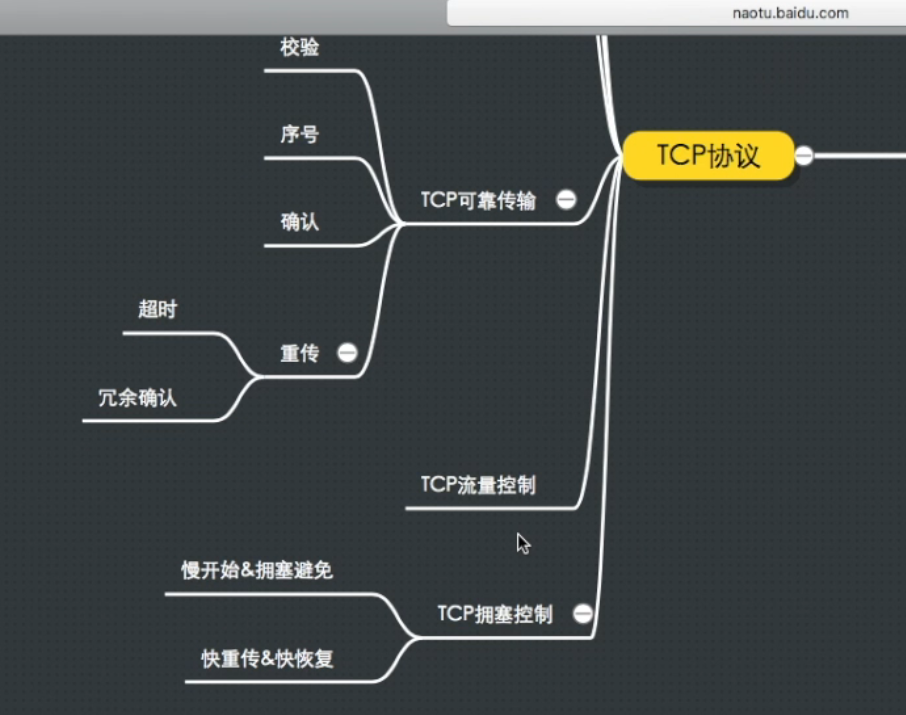 naotu.baidu.com
校验
序号
确认
超时
重传
冗余确认
TCP可靠传输
TCP协议
TCP流量控制
慢开始&拥塞避免
TCP拥塞控制
快重传&快恢复